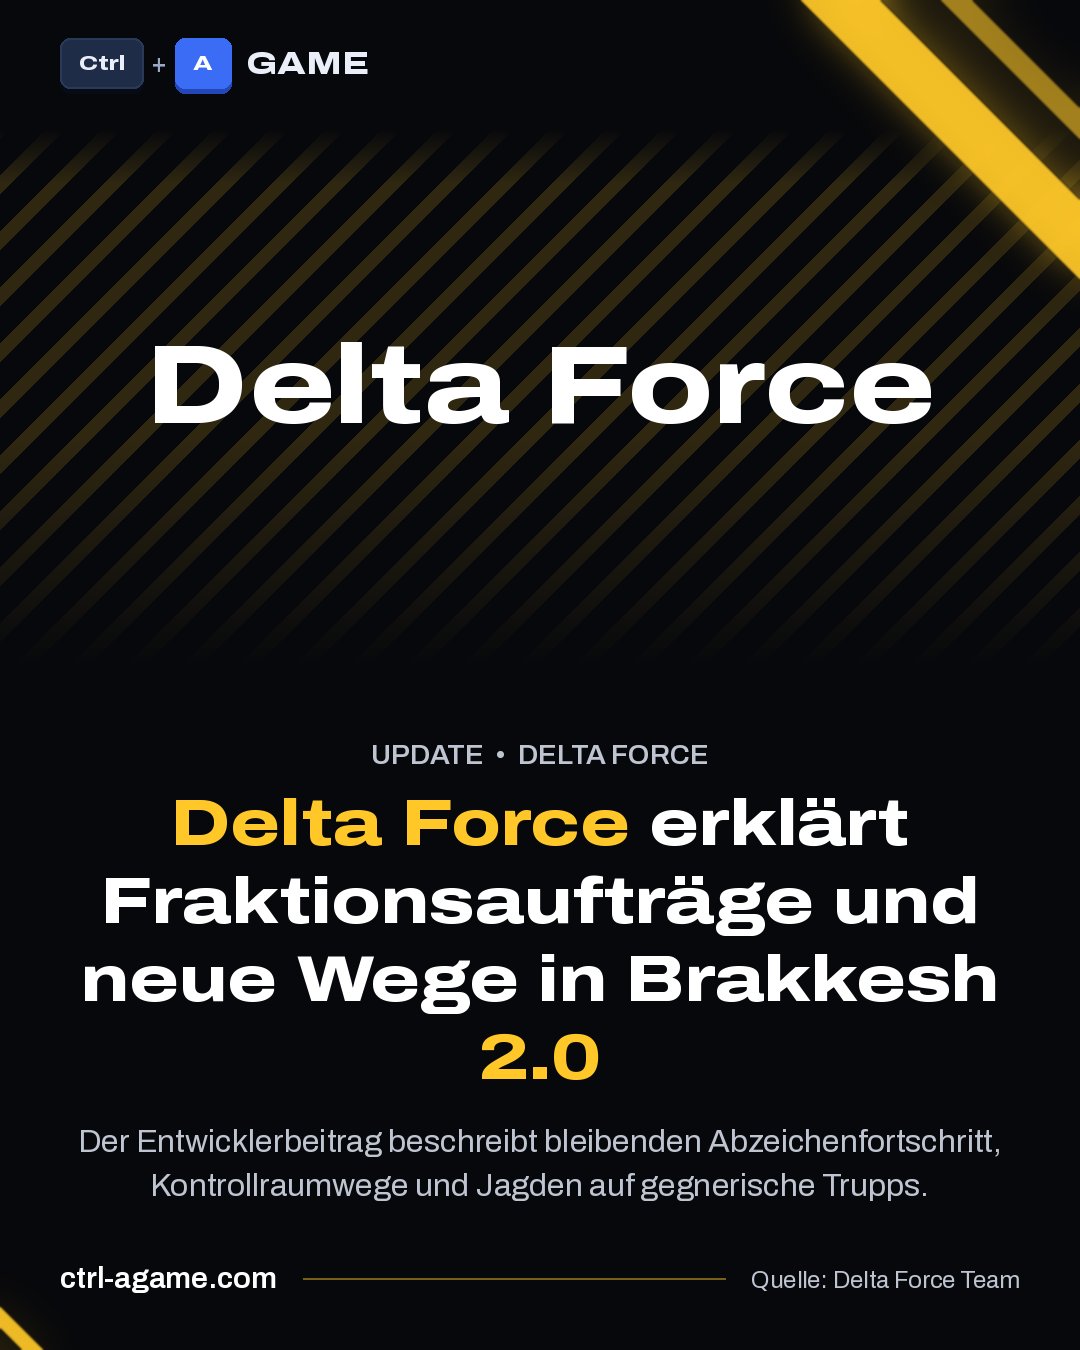 Ctrl + A GAME
Delta Force
UPDATE • DELTA FORCE
Delta Force erklärt
Fraktionsaufträge und
neue Wege in Brakkesh
2.0
Der Entwicklerbeitrag beschreibt bleibenden Abzeichenfortschritt,
Kontrollraumwege und Jagden auf gegnerische Trupps.
ctrl-agame.com
Quelle: Delta Force Team